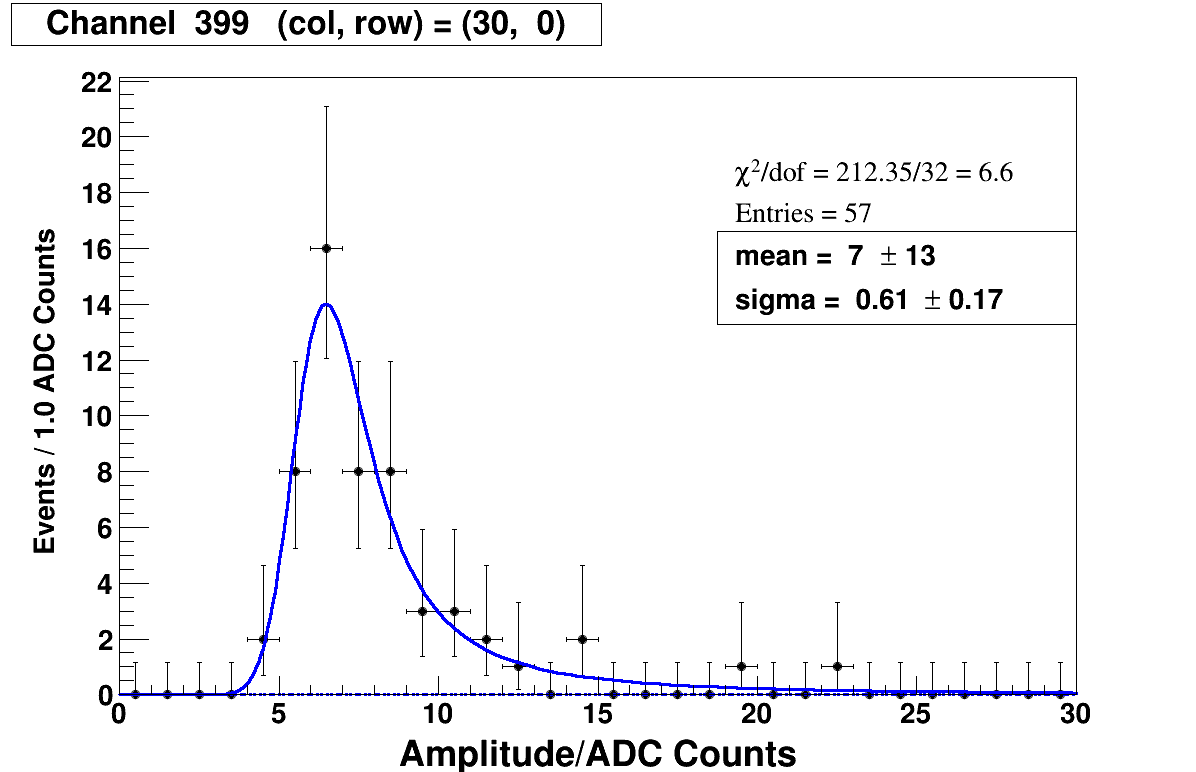 Channel 399 (col, row) = (30, 0)
22
20
18
16
14
12
10
8
6
4
2
0
Events / 1.0 ADC Counts
χ²/dof = 212.35/32 = 6.6
Entries = 57
mean = 7 ± 13
sigma = 0.61 ± 0.17
0 5 10 15 20 25 30
Amplitude/ADC Counts